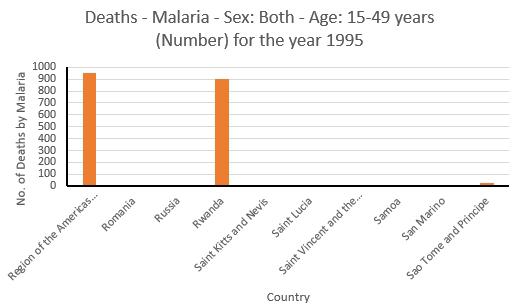 Deaths - Malaria - Sex: Both - Age: 15-49 years
(Number) for the year 1995
No. of Deaths by Malaria
1000
900
800
700
600
500
400
300
200
100
0
Region of the Americas...
Romania
Russia
Rwanda
Saint Kitts and Nevis
Saint Lucia
Saint Vincent and the...
Samoa
San Marino
Sao Tome and Principe
Country